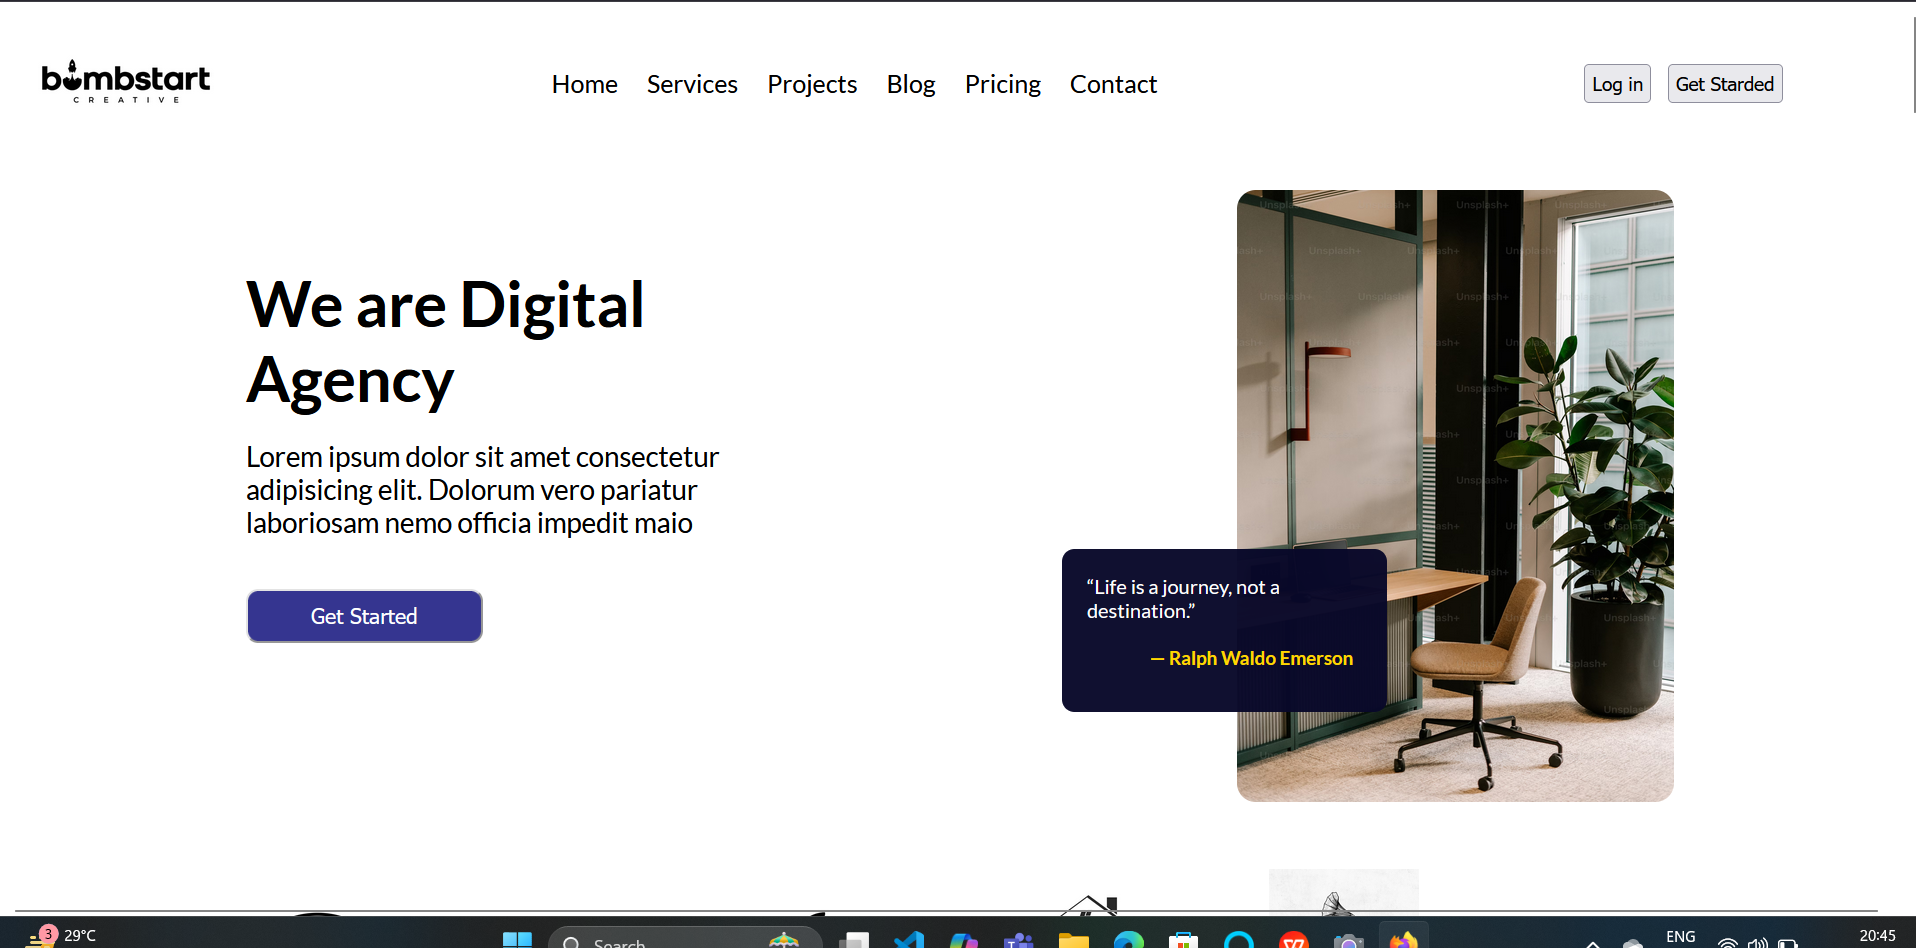 bombstart
CREATIVE
Home Services Projects Blog Pricing Contact
Log in
Get Starded
We are Digital
Agency
Lorem ipsum dolor sit amet consectetur
adipisicing elit. Dolorum vero pariatur
laboriosam nemo officia impedit maio
Get Started
“Life is a journey, not a
destination.”
— Ralph Waldo Emerson
Unsplash+
3
29°C
Search
ENG
20:45